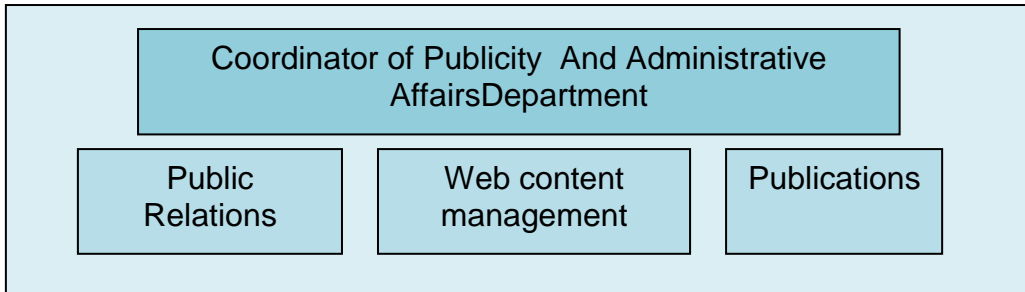 Coordinator of Publicity  And Administrative
AffairsDepartment
Public
Relations
Web content
management
Publications